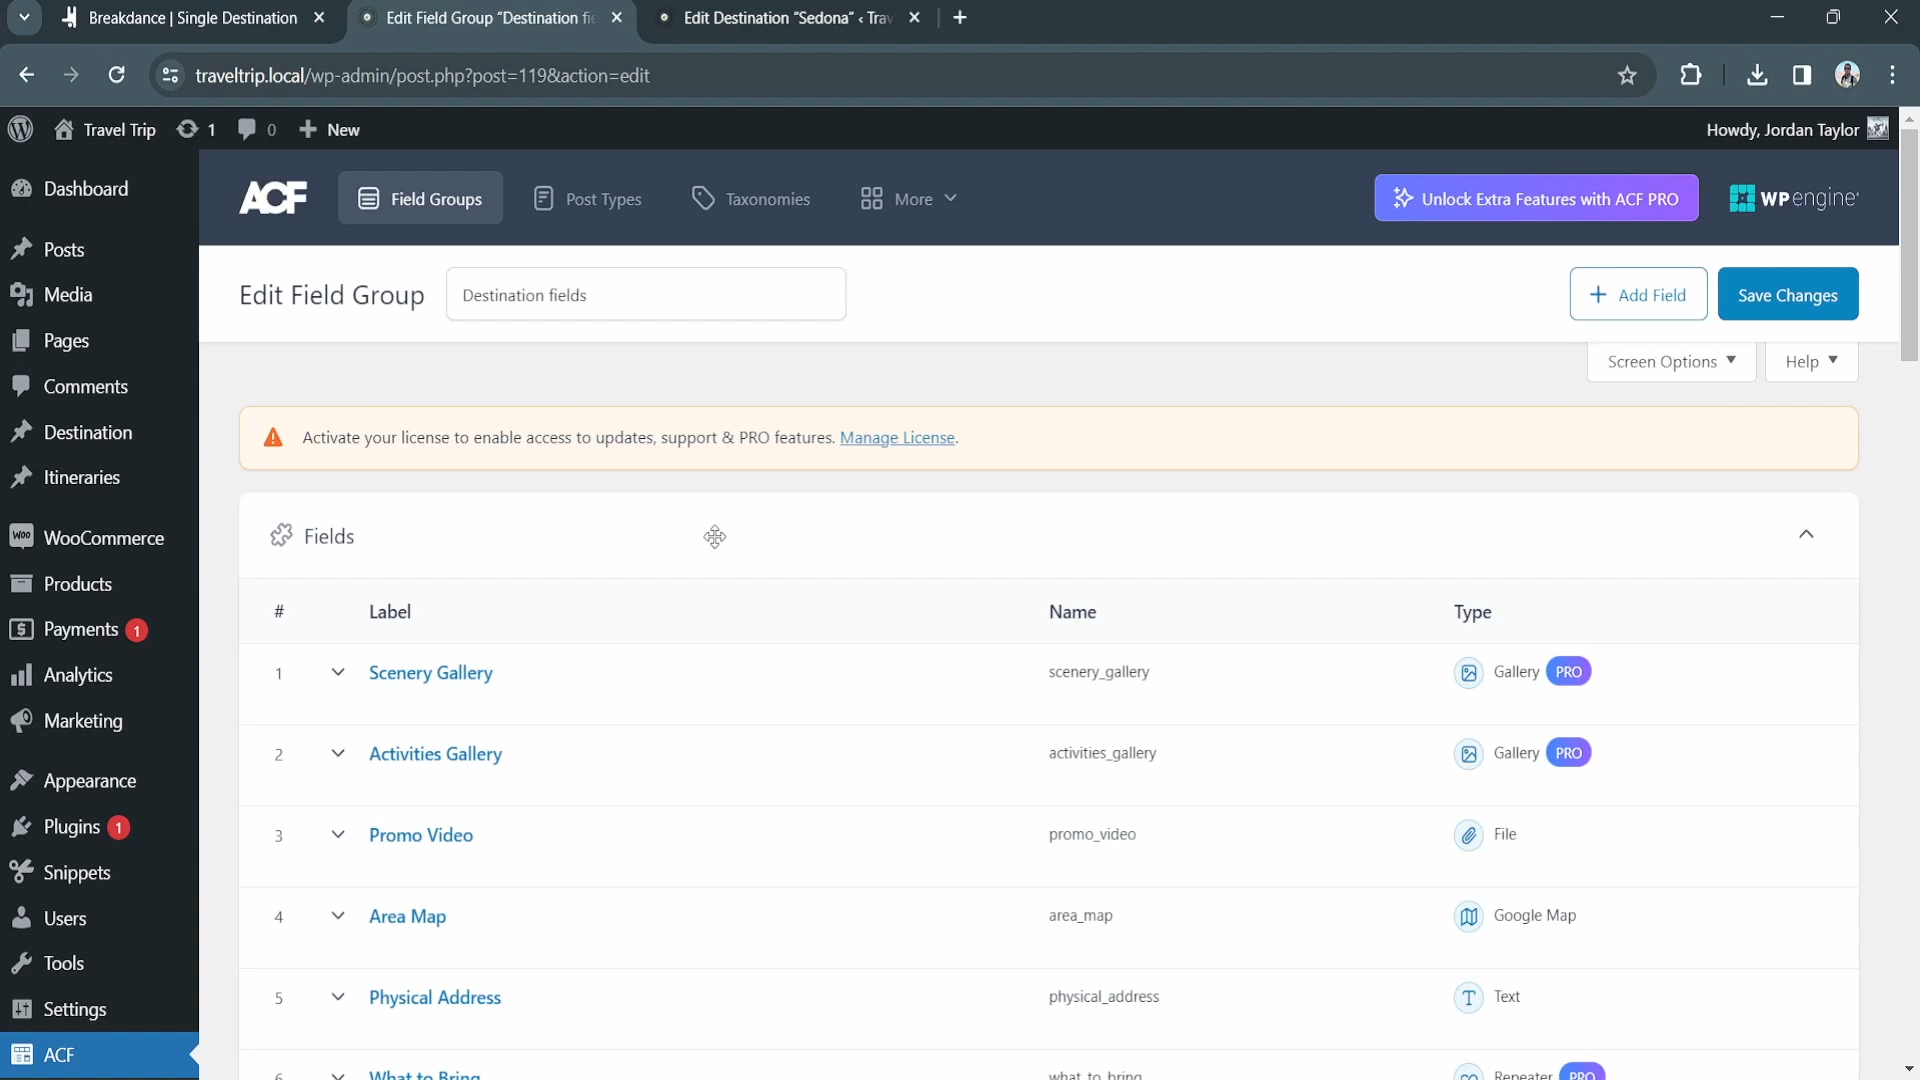 Breakdance | Single Destination
Edit Field Group "Destination fi
Edit Destination "Sedona" ‹ Trav
traveltrip.local/wp-admin/post.php?post=119&action=edit
Travel Trip
1
0
New
Howdy, Jordan Taylor
Dashboard
Posts
Media
Pages
Comments
Destination
Itineraries
WooCommerce
Products
Payments 1
Analytics
Marketing
Appearance
Plugins 1
Snippets
Users
Tools
Settings
ACF
ACF
Field Groups
Post Types
Taxonomies
More
Unlock Extra Features with ACF PRO
WP engine
Edit Field Group
Destination fields
Add Field
Save Changes
Screen Options
Help
Activate your license to enable access to updates, support & PRO features. Manage License.
Fields
# Label Name Type
1 Scenery Gallery scenery_gallery Gallery PRO
2 Activities Gallery activities_gallery Gallery PRO
3 Promo Video promo_video File
4 Area Map area_map Google Map
5 Physical Address physical_address Text
6 What to Bring what_to_bring Repeater PRO